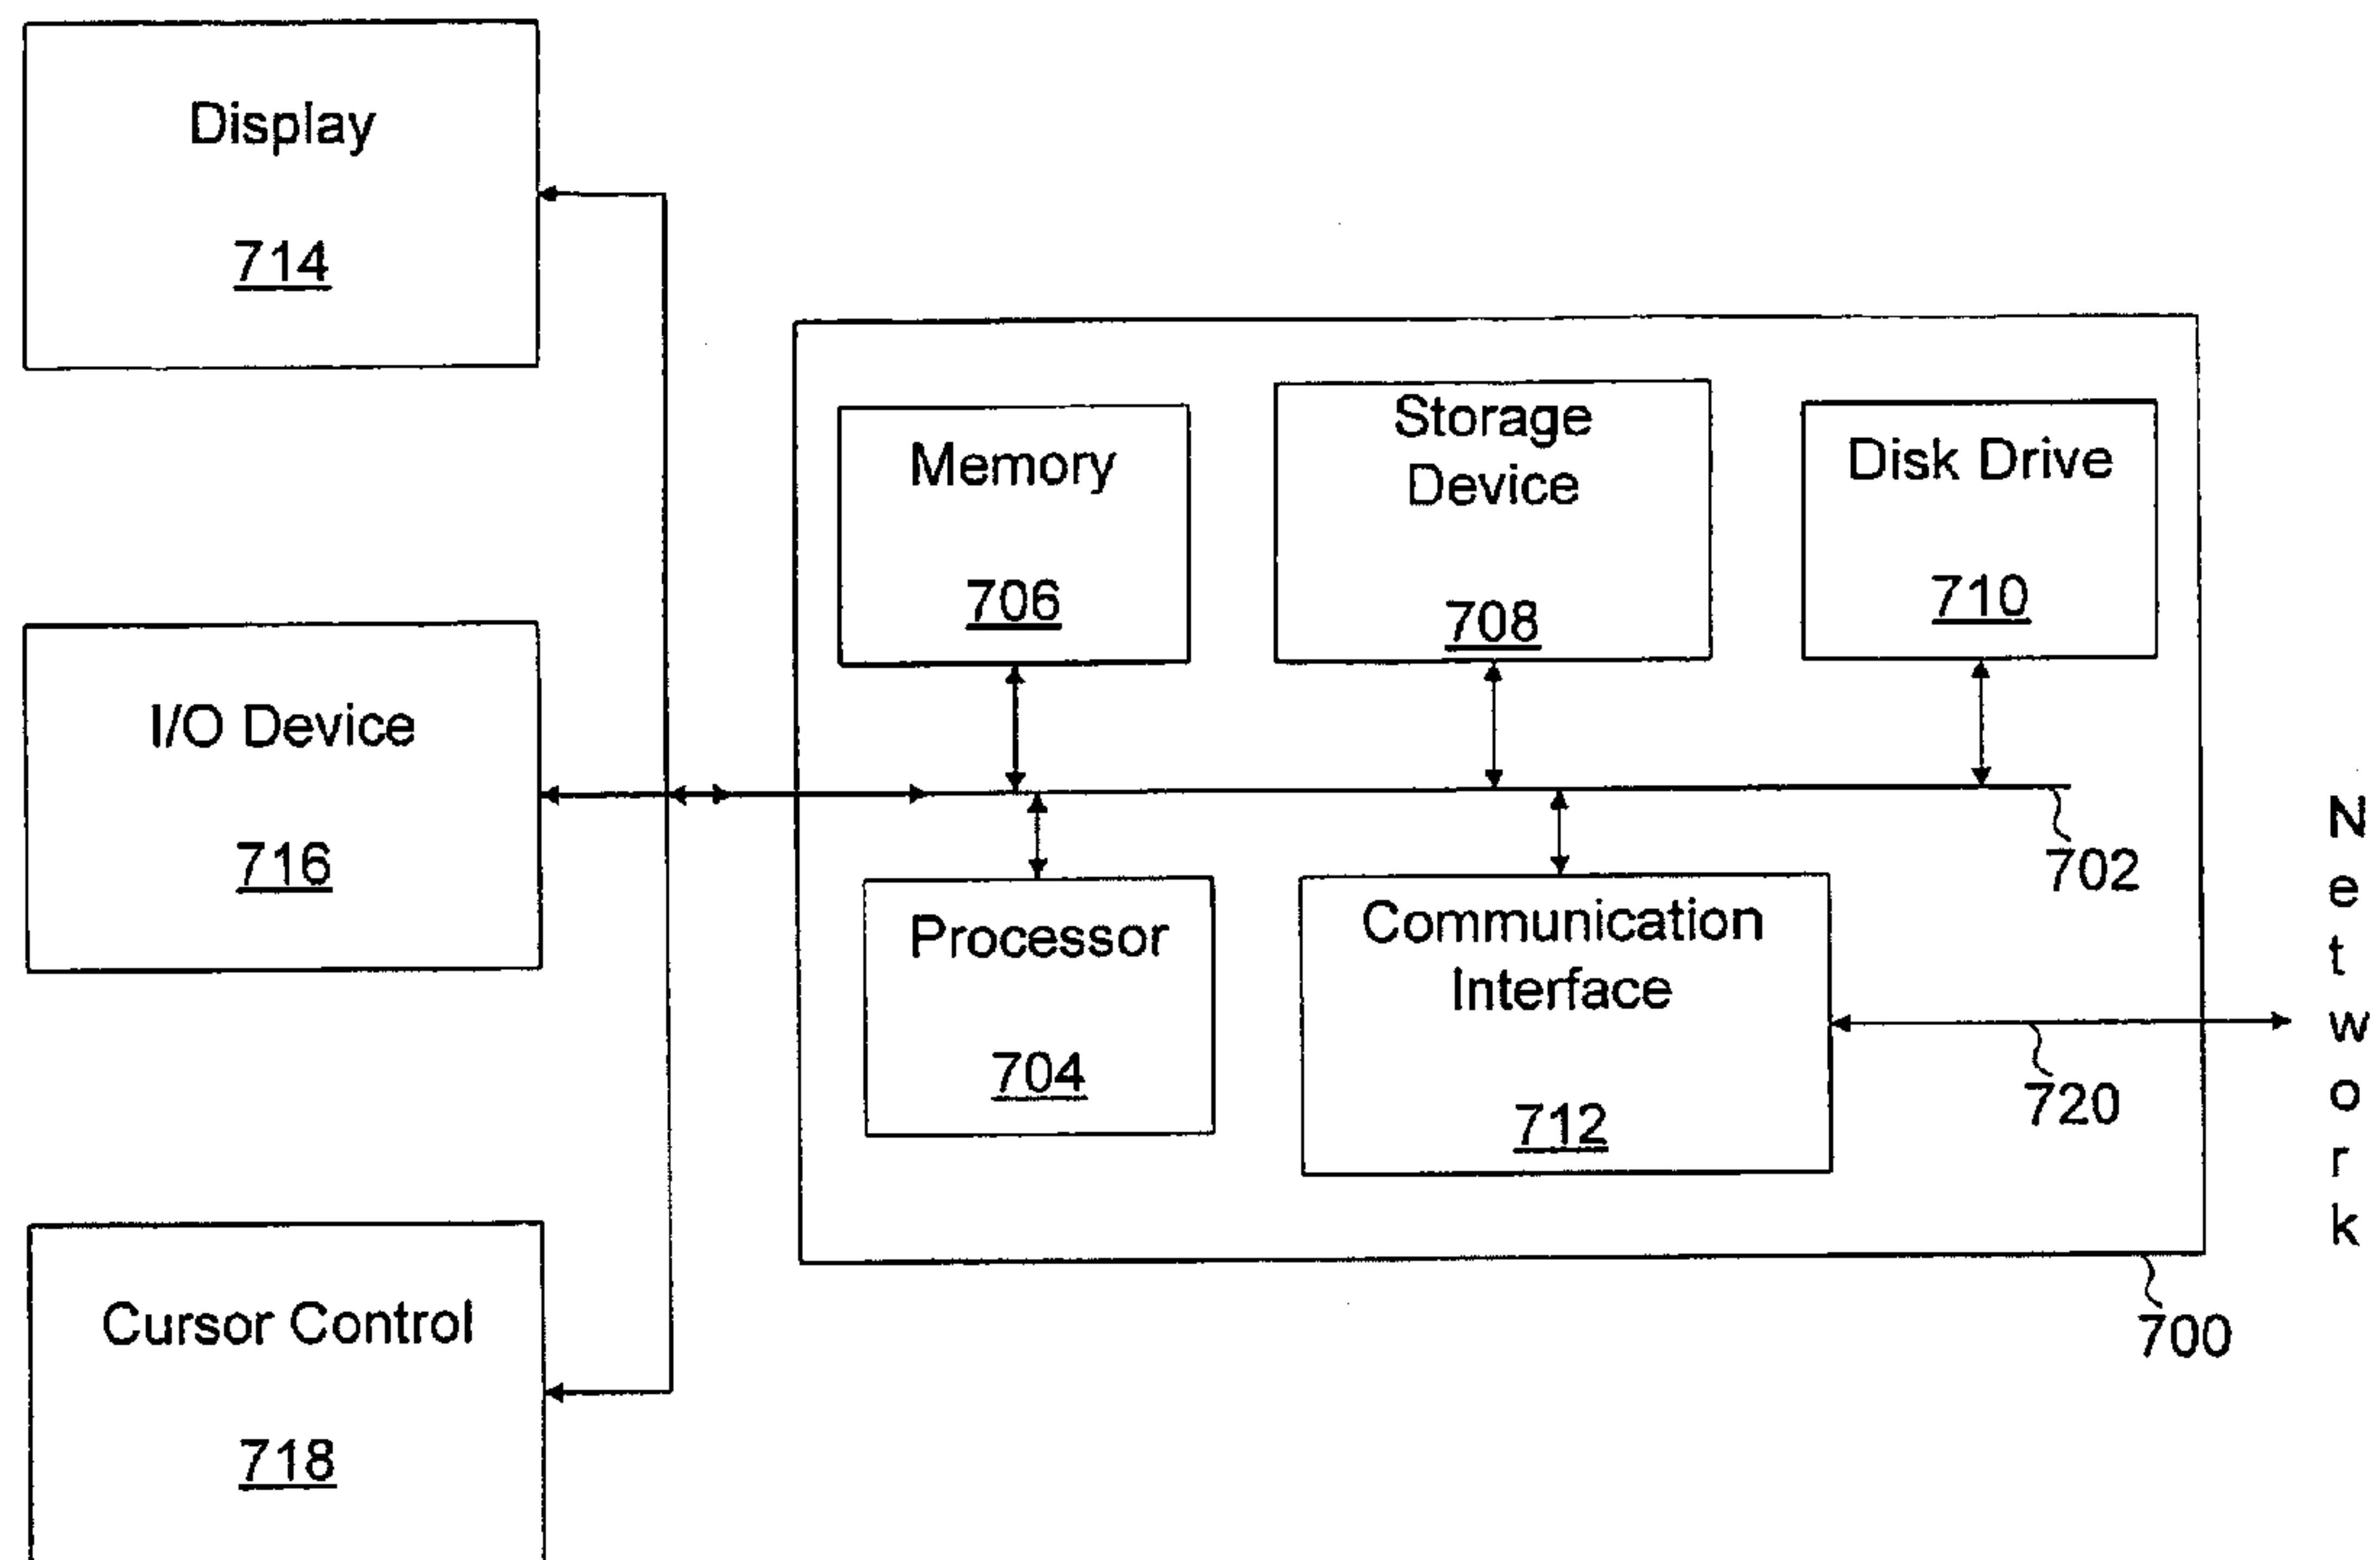 Display
714
I/O Device
716
Cursor Control
718
Memory
706
Storage
Device
708
Disk Drive
710
702
Processor
704
Communication
Interface
712
720
700
Network